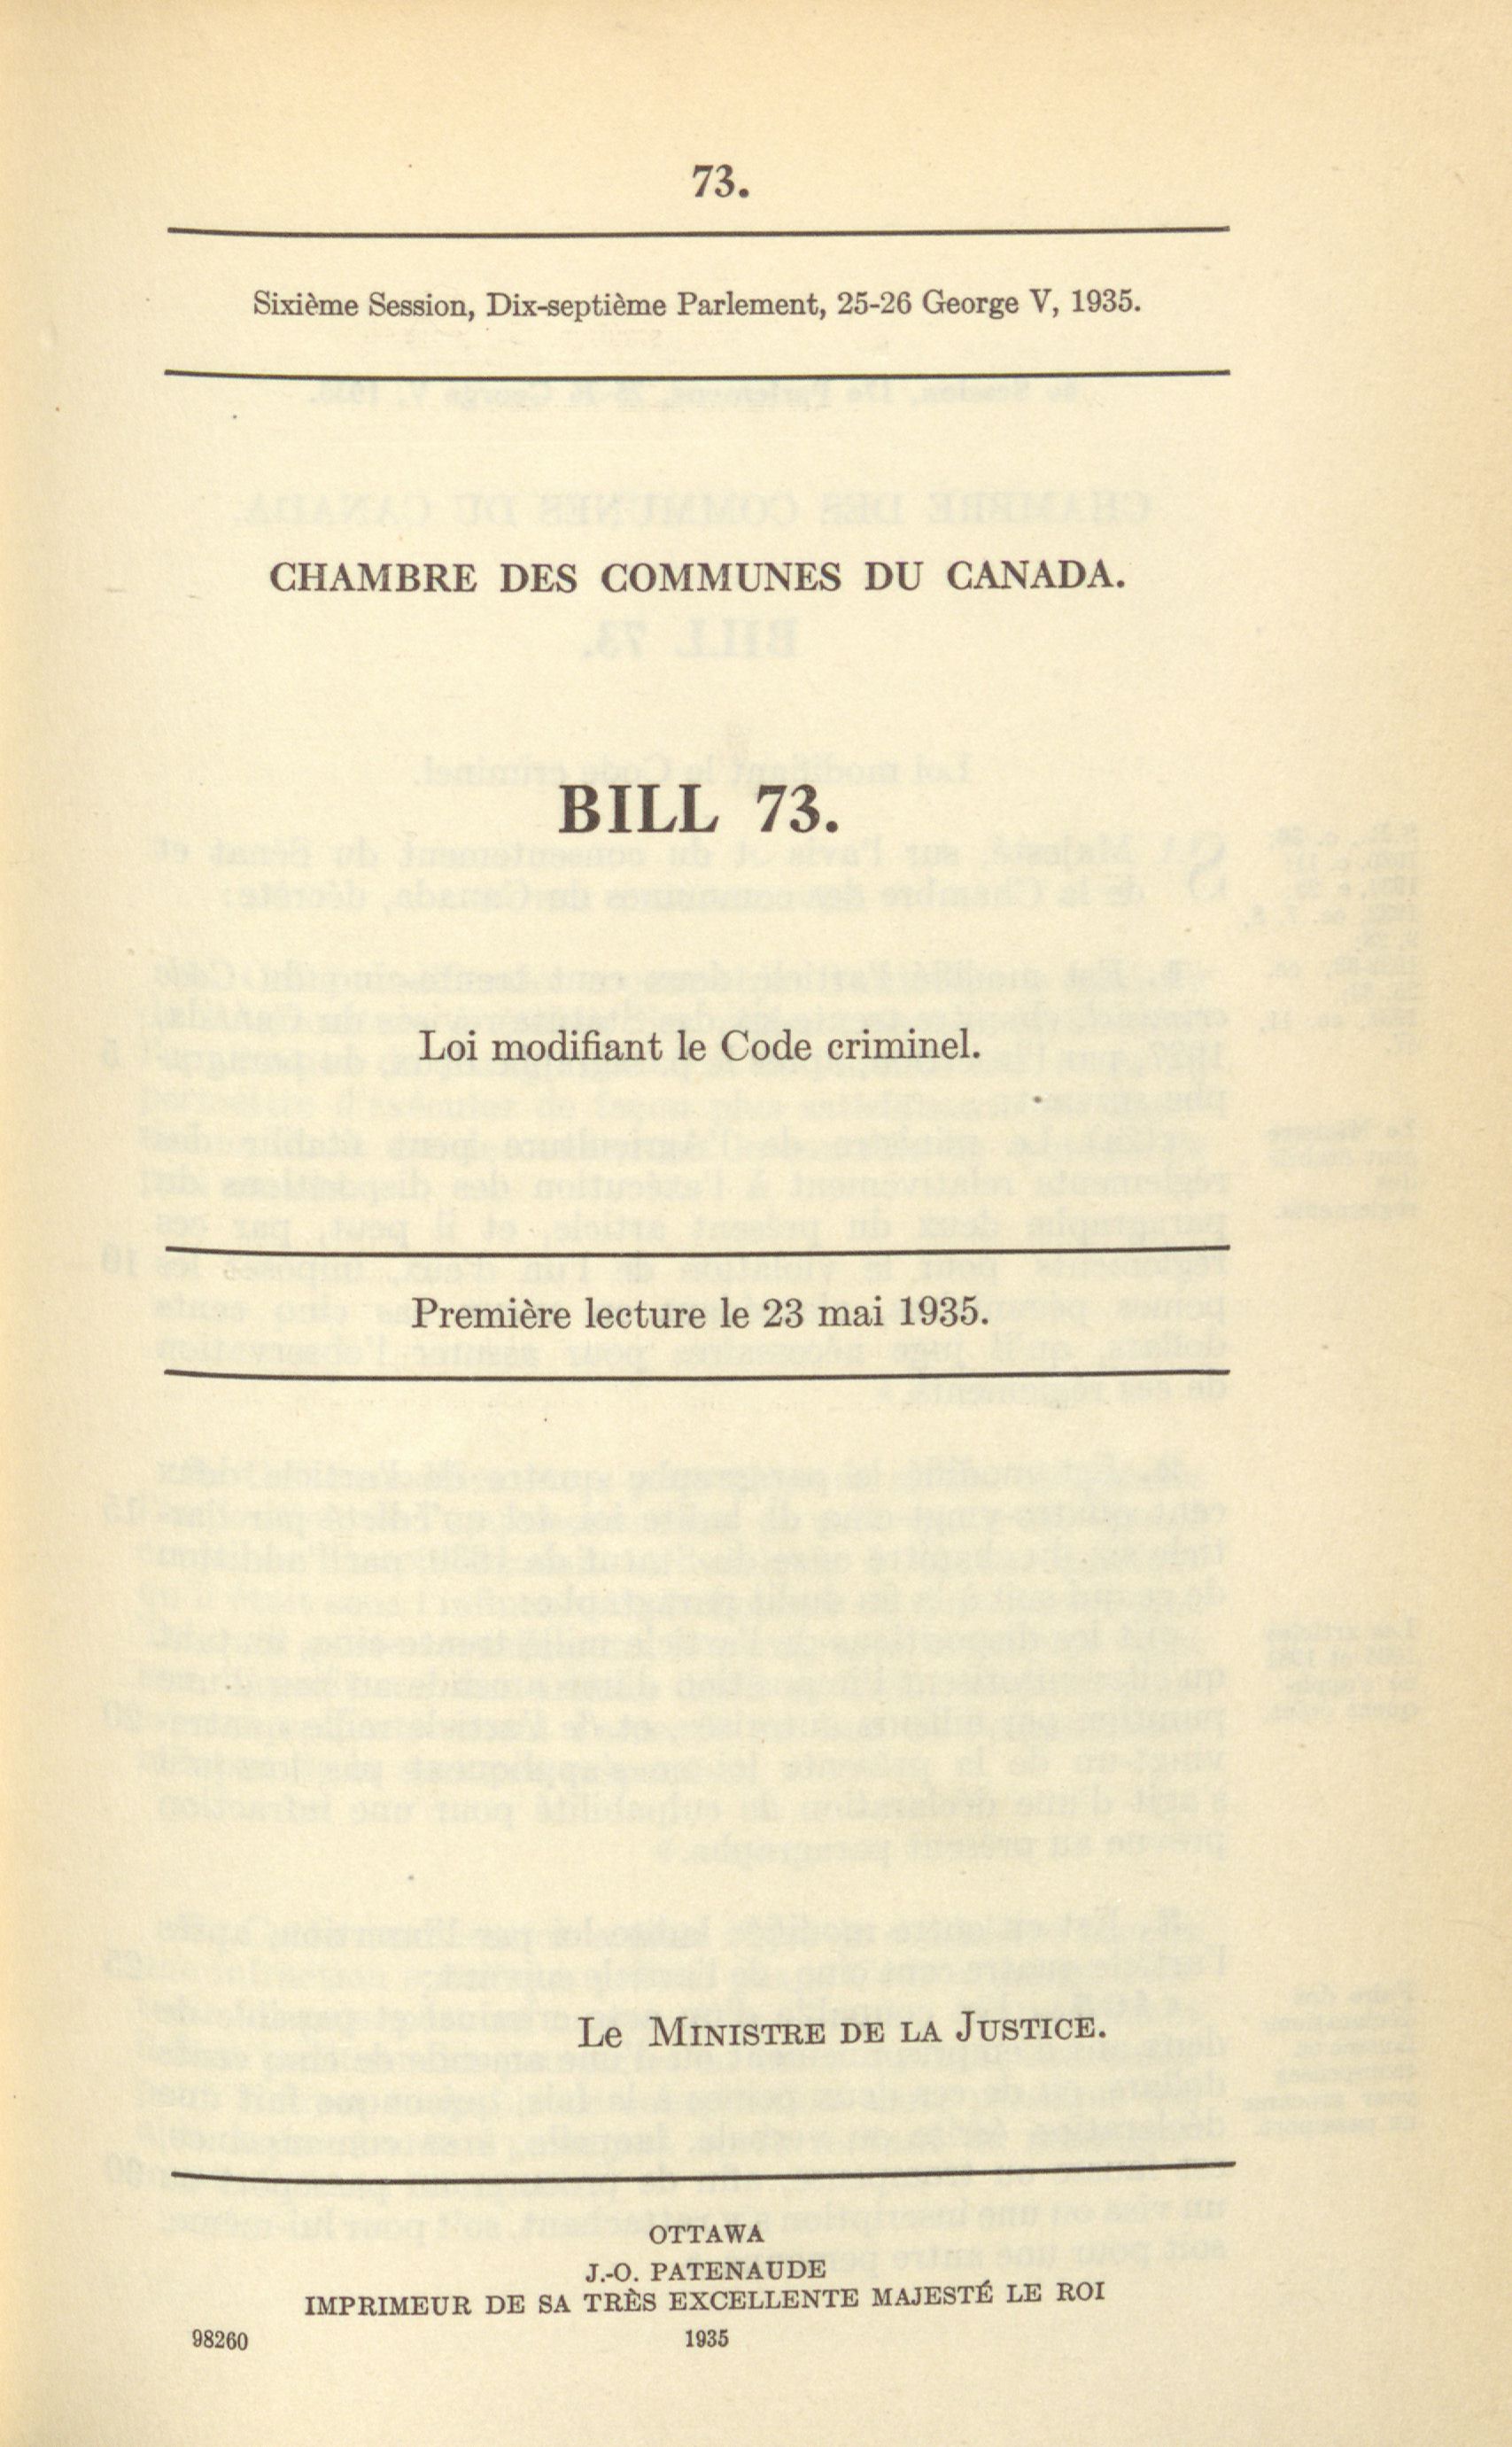 73.
Sixième Session, Dix-septième Parlement, 25-26 George V, 1935.
CHAMBRE DES COMMUNES DU CANADA.
BILL 73.
Loi modifiant le Code criminel.
Première lecture le 23 mai 1935.
Le Ministre de la Justice.
OTTAWA
J.-O. PATENAUDE
IMPRIMEUR DE SA TRÈS EXCELLENTE MAJESTÉ LE ROI
98260 1935